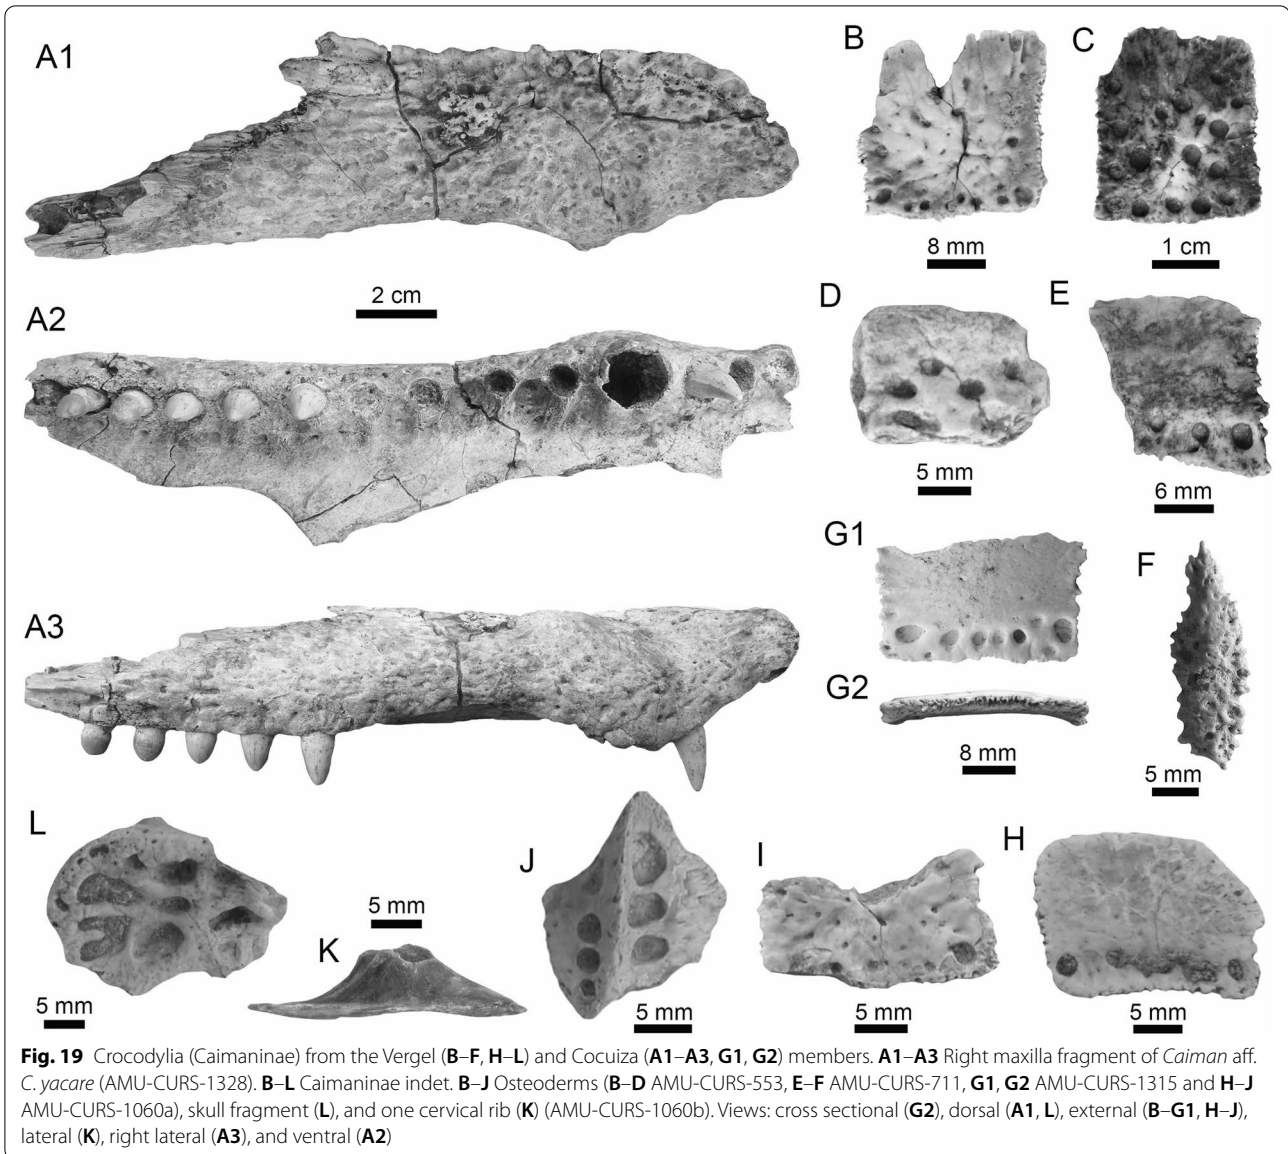 A1
B
C
8 mm
1 cm
A2
2 cm
D
E
5 mm
6 mm
G1
F
A3
G2
8 mm
5 mm
L
J
I
H
5 mm
K
5 mm
5 mm
5 mm
5 mm
Fig. 19 Crocodylia (Caimaninae) from the Vergel (B–F, H–L) and Cocuiza (A1–A3, G1, G2) members. A1–A3 Right maxilla fragment of Caiman aff.
C. yacare (AMU-CURS-1328). B–L Caimaninae indet. B–J Osteoderms (B–D AMU-CURS-553, E–F AMU-CURS-711, G1, G2 AMU-CURS-1315 and H–J
AMU-CURS-1060a), skull fragment (L), and one cervical rib (K) (AMU-CURS-1060b). Views: cross sectional (G2), dorsal (A1, L), external (B–G1, H–J),
lateral (K), right lateral (A3), and ventral (A2)